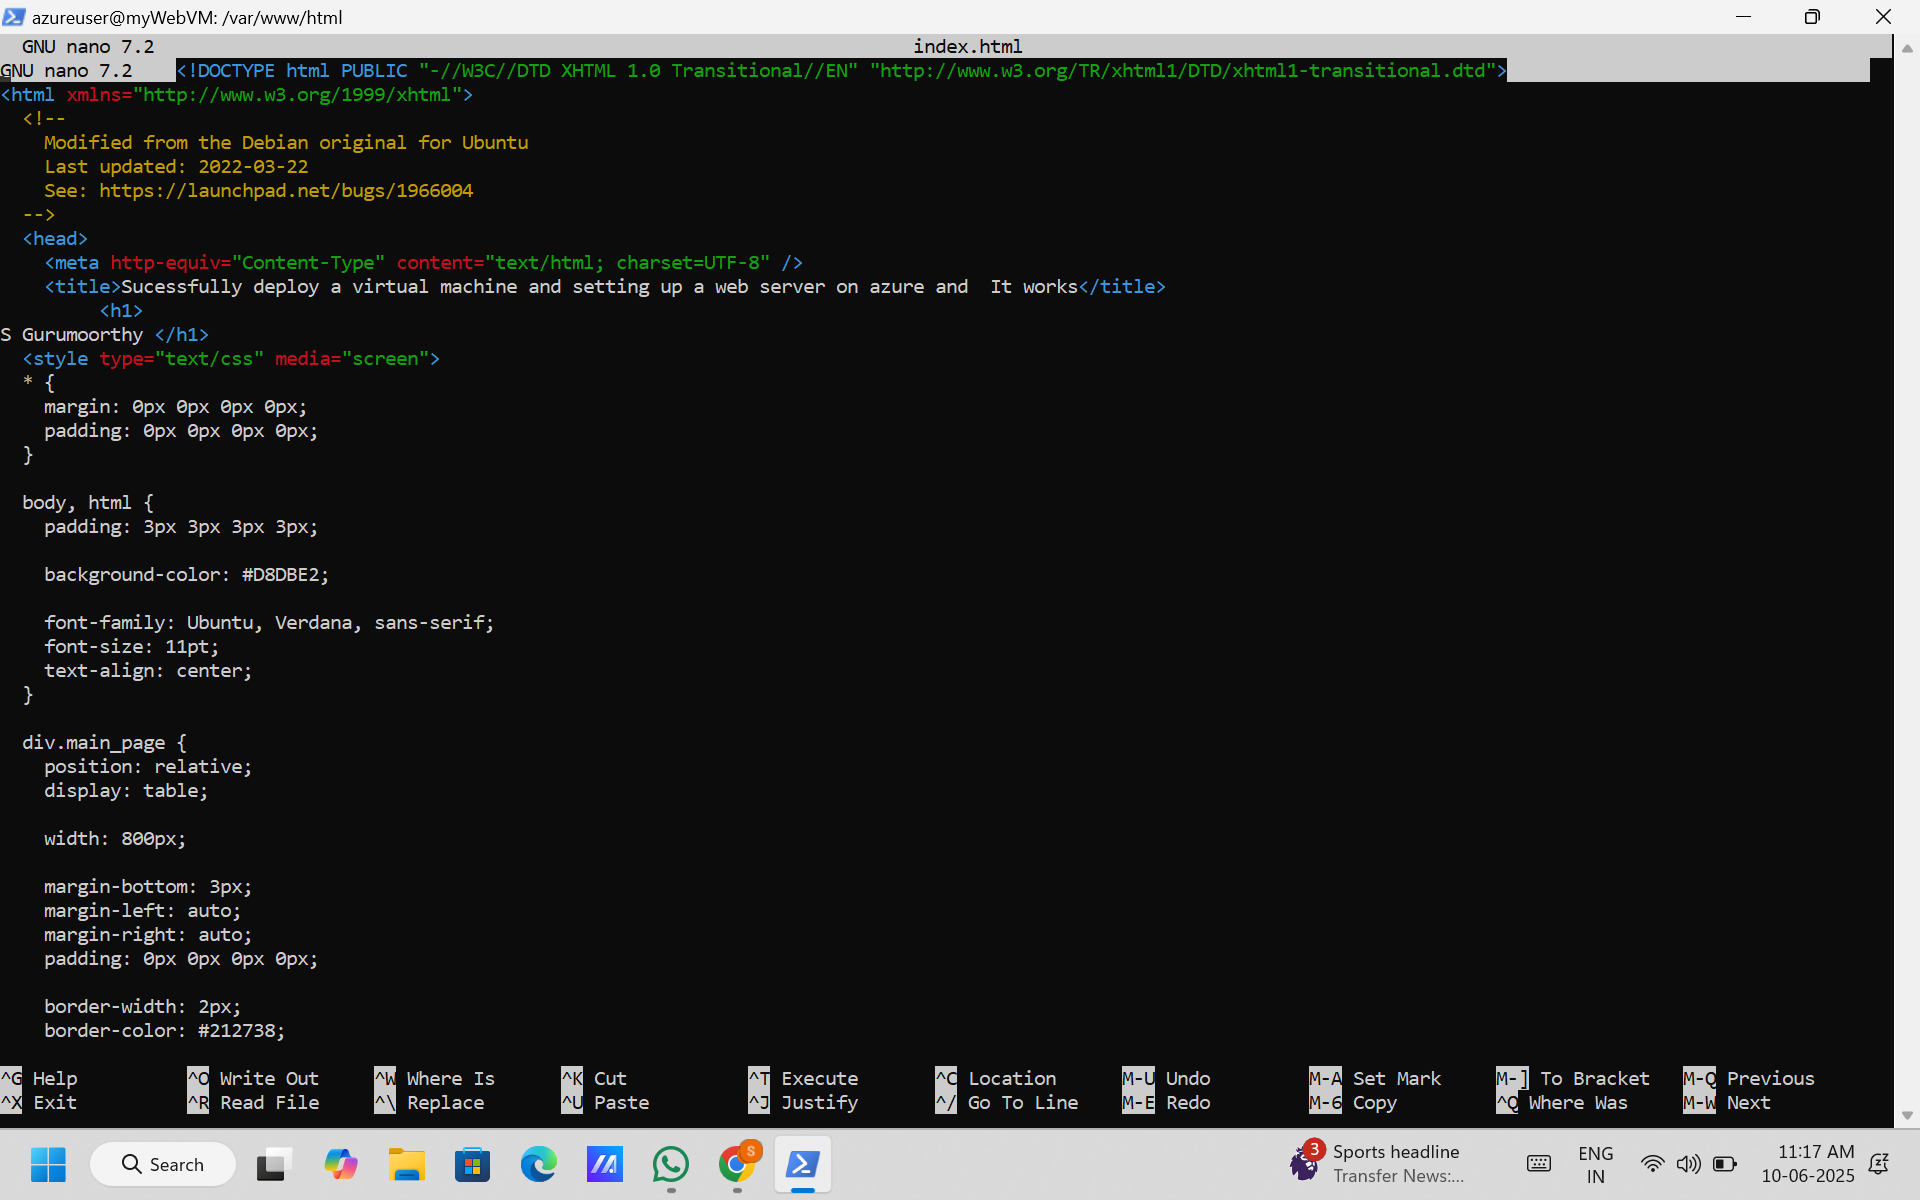 azureuser@myWebVM: /var/www/html
GNU nano 7.2 index.html
GNU nano 7.2 <!DOCTYPE html PUBLIC "-//W3C//DTD XHTML 1.0 Transitional//EN" "http://www.w3.org/TR/xhtml1/DTD/xhtml1-transitional.dtd">
<html xmlns="http://www.w3.org/1999/xhtml">
<!--
Modified from the Debian original for Ubuntu
Last updated: 2022-03-22
See: https://launchpad.net/bugs/1966004
-->
<head>
<meta http-equiv="Content-Type" content="text/html; charset=UTF-8" />
<title>Sucessfully deploy a virtual machine and setting up a web server on azure and  It works</title>
<h1>
S Gurumoorthy </h1>
<style type="text/css" media="screen">
* {
margin: 0px 0px 0px 0px;
padding: 0px 0px 0px 0px;
}
body, html {
padding: 3px 3px 3px 3px;
background-color: #D8DBE2;
font-family: Ubuntu, Verdana, sans-serif;
font-size: 11pt;
text-align: center;
}
div.main_page {
position: relative;
display: table;
width: 800px;
margin-bottom: 3px;
margin-left: auto;
margin-right: auto;
padding: 0px 0px 0px 0px;
border-width: 2px;
border-color: #212738;
^G Help ^O Write Out ^W Where Is ^K Cut ^T Execute ^C Location M-U Undo M-A Set Mark M-] To Bracket M-Q Previous
^X Exit ^R Read File ^\ Replace ^U Paste ^J Justify ^/ Go To Line M-E Redo M-6 Copy ^Q Where Was M-W Next
Search
S
3
Sports headline
Transfer News:...
ENG
IN
11:17 AM
10-06-2025